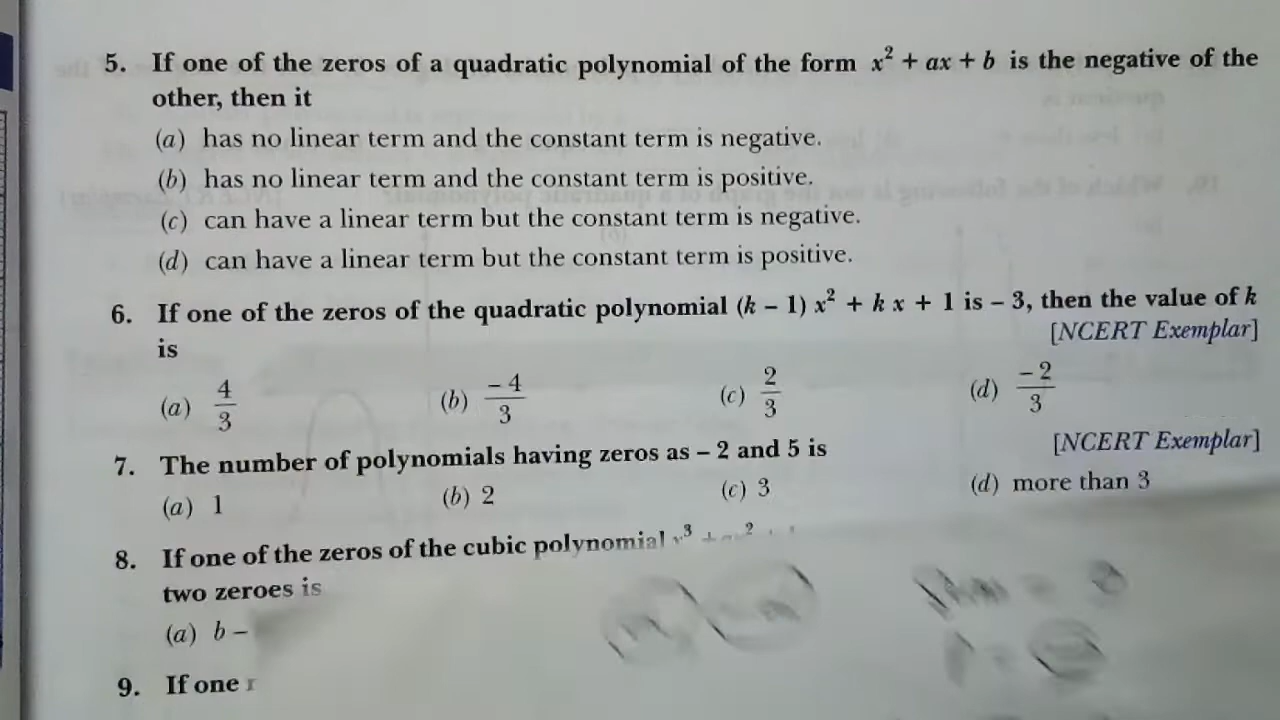 5. If one of the zeros of a quadratic polynomial of the form x² + ax + b is the negative of the
other, then it
(a) has no linear term and the constant term is negative.
(b) has no linear term and the constant term is positive.
(c) can have a linear term but the constant term is negative.
(d) can have a linear term but the constant term is positive.
6. If one of the zeros of the quadratic polynomial (k – 1) x² + k x + 1 is – 3, then the value of k
is [NCERT Exemplar]
(a) 4/3 (b) – 4/3 (c) 2/3 (d) – 2/3
7. The number of polynomials having zeros as – 2 and 5 is [NCERT Exemplar]
(a) 1 (b) 2 (c) 3 (d) more than 3
8. If one of the zeros of the cubic polynomial x³ +
two zeroes is
(a) b –
9. If one